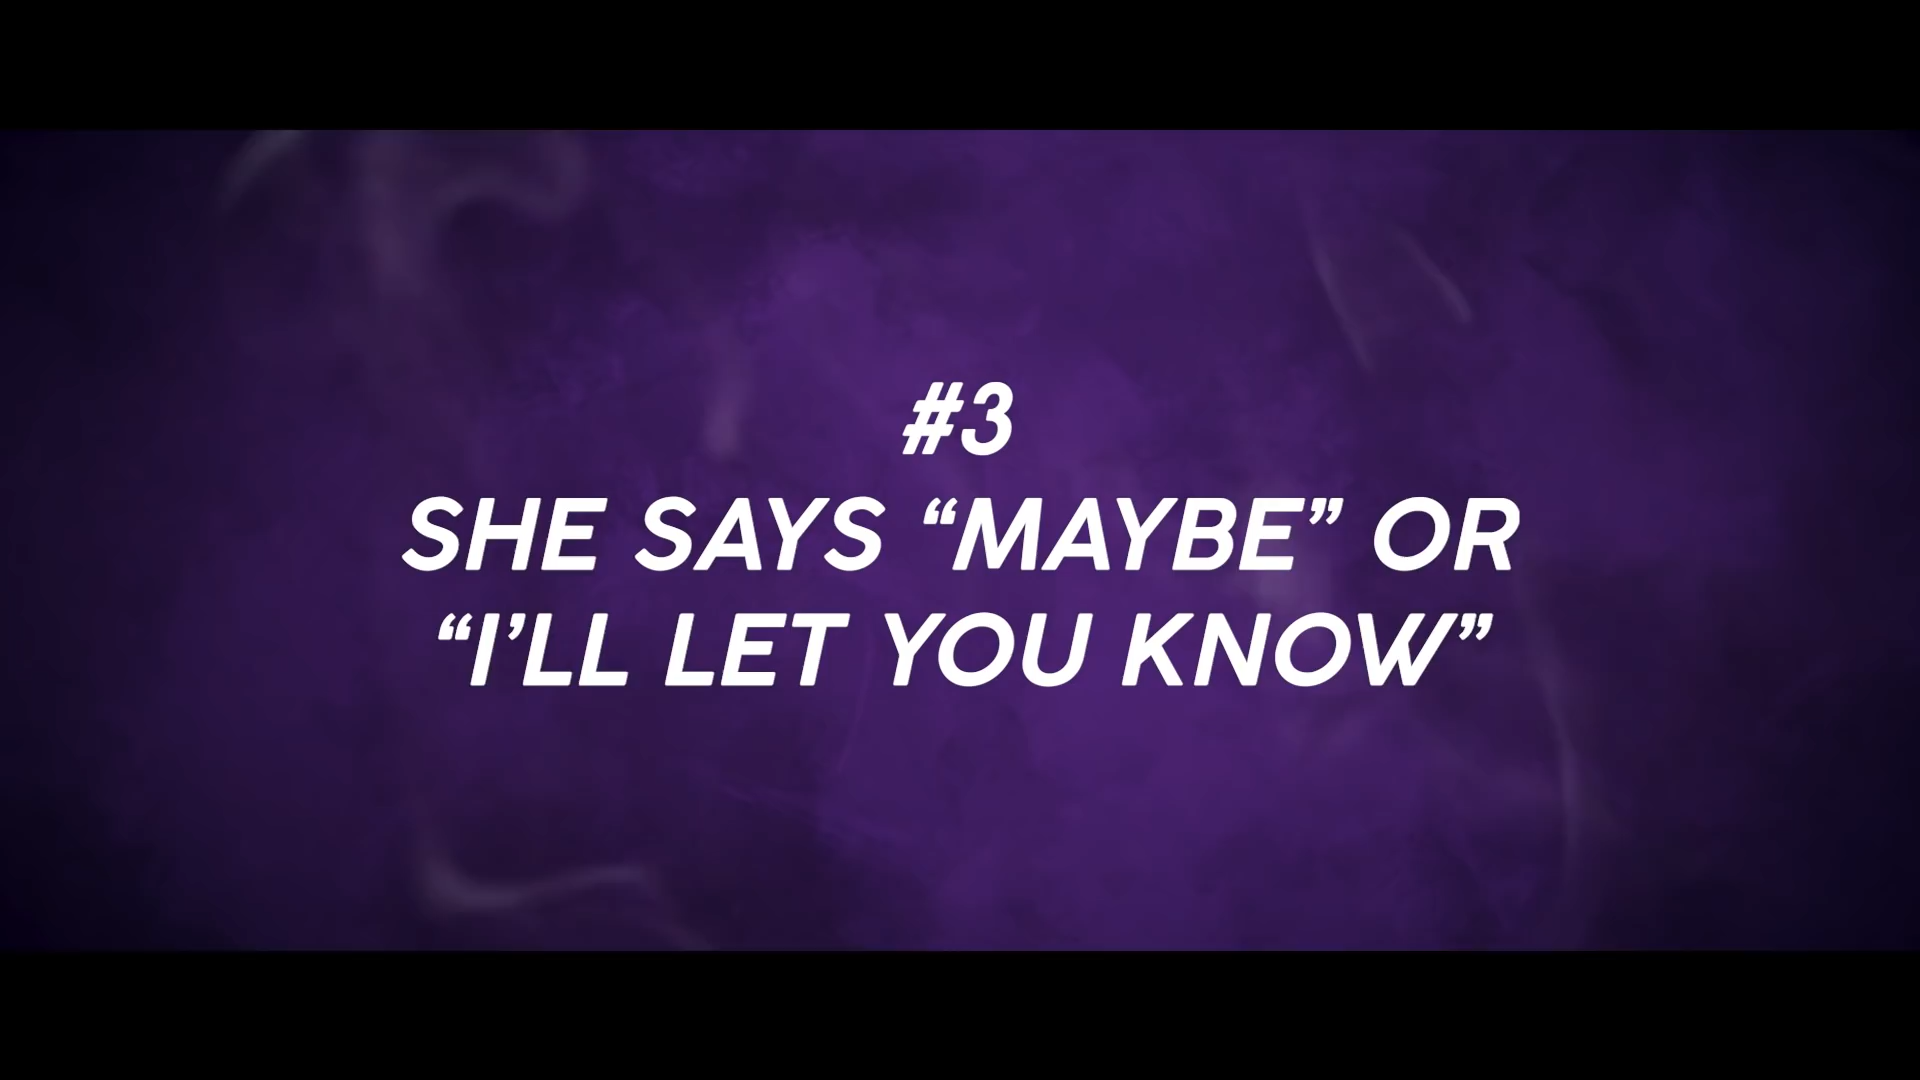 #3
SHE SAYS “MAYBE” OR
“I’LL LET YOU KNOW”